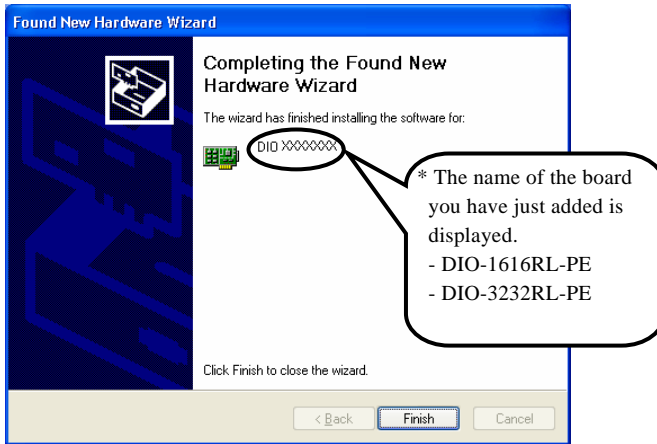 Found New Hardware Wizard
Completing the Found New
Hardware Wizard
The wizard has finished installing the software for:
DIO XXXXXXX
* The name of the board
you have just added is
displayed.
- DIO-1616RL-PE
- DIO-3232RL-PE
Click Finish to close the wizard.
< Back
Finish
Cancel